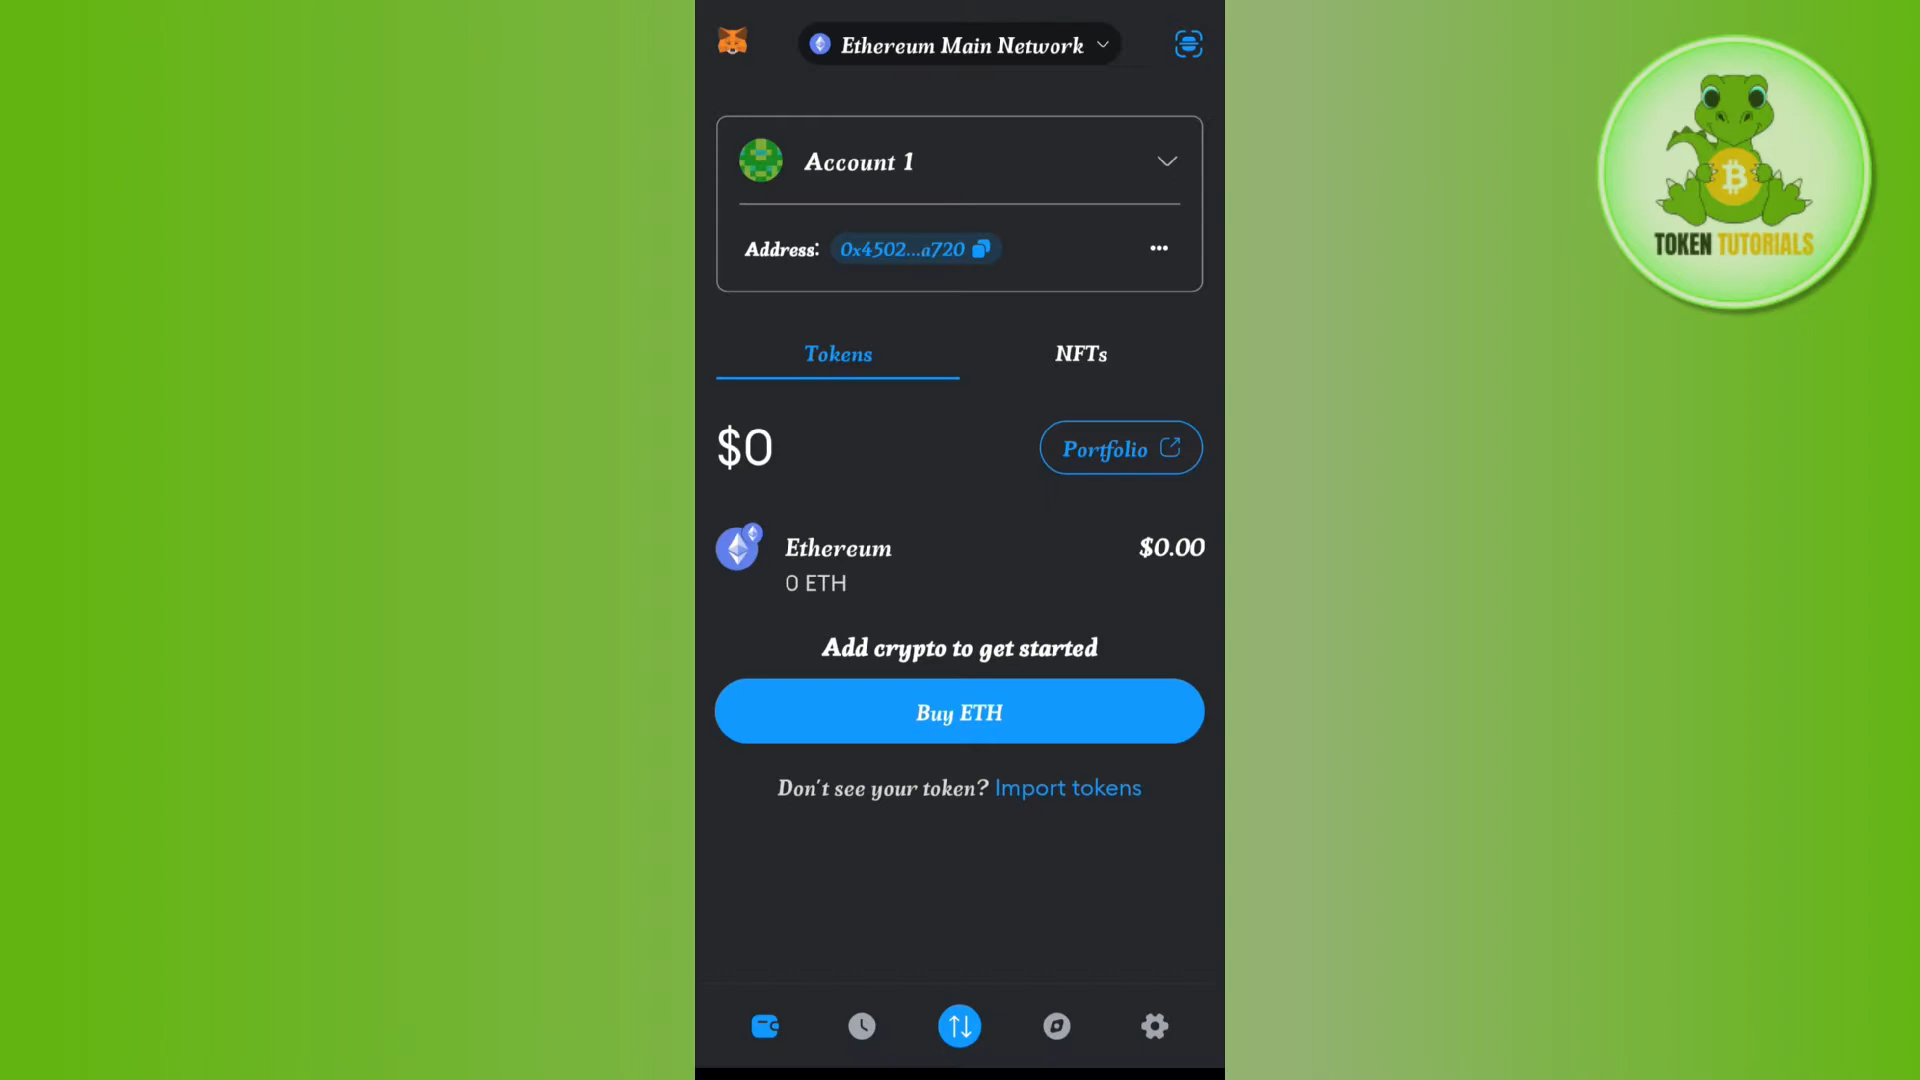 Ethereum Main Network
Account 1
Address: 0x4502...a720
Tokens
NFTs
$0
Portfolio
Ethereum
$0.00
0 ETH
Add crypto to get started
Buy ETH
Don't see your token? Import tokens
TOKEN TUTORIALS